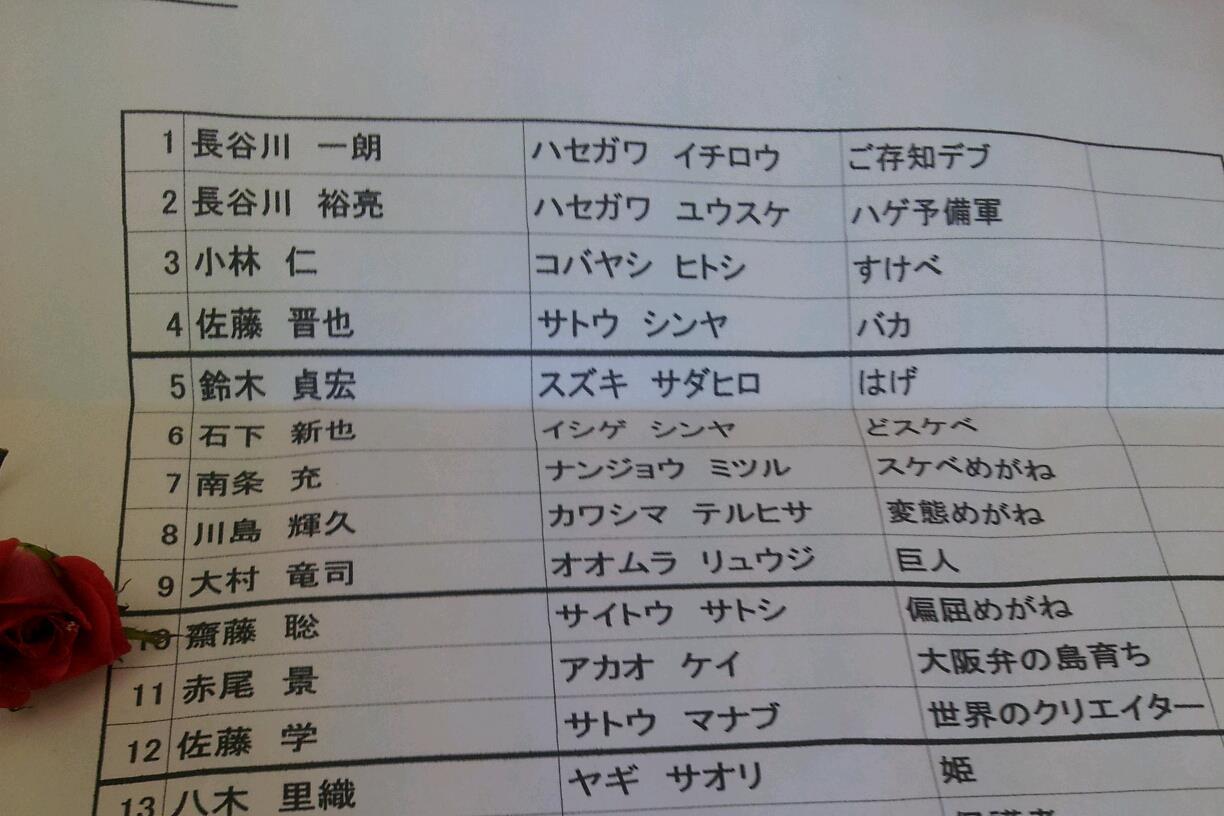 1 長谷川 一朗 ハセガワ イチロウ ご存知デブ
2 長谷川 裕亮 ハセガワ ユウスケ ハゲ予備軍
3 小林 仁 コバヤシ ヒトシ すけべ
4 佐藤 晋也 サトウ シンヤ バカ
5 鈴木 貞宏 スズキ サダヒロ はげ
6 石下 新也 イシゲ シンヤ どスケベ
7 南条 充 ナンジョウ ミツル スケベめがね
8 川島 輝久 カワシマ テルヒサ 変態めがね
9 大村 竜司 オオムラ リュウジ 巨人
10 齋藤 聡 サイトウ サトシ 偏屈めがね
11 赤尾 景 アカオ ケイ 大阪弁の島育ち
12 佐藤 学 サトウ マナブ 世界のクリエイター
13 八木 里織 ヤギ サオリ 姫